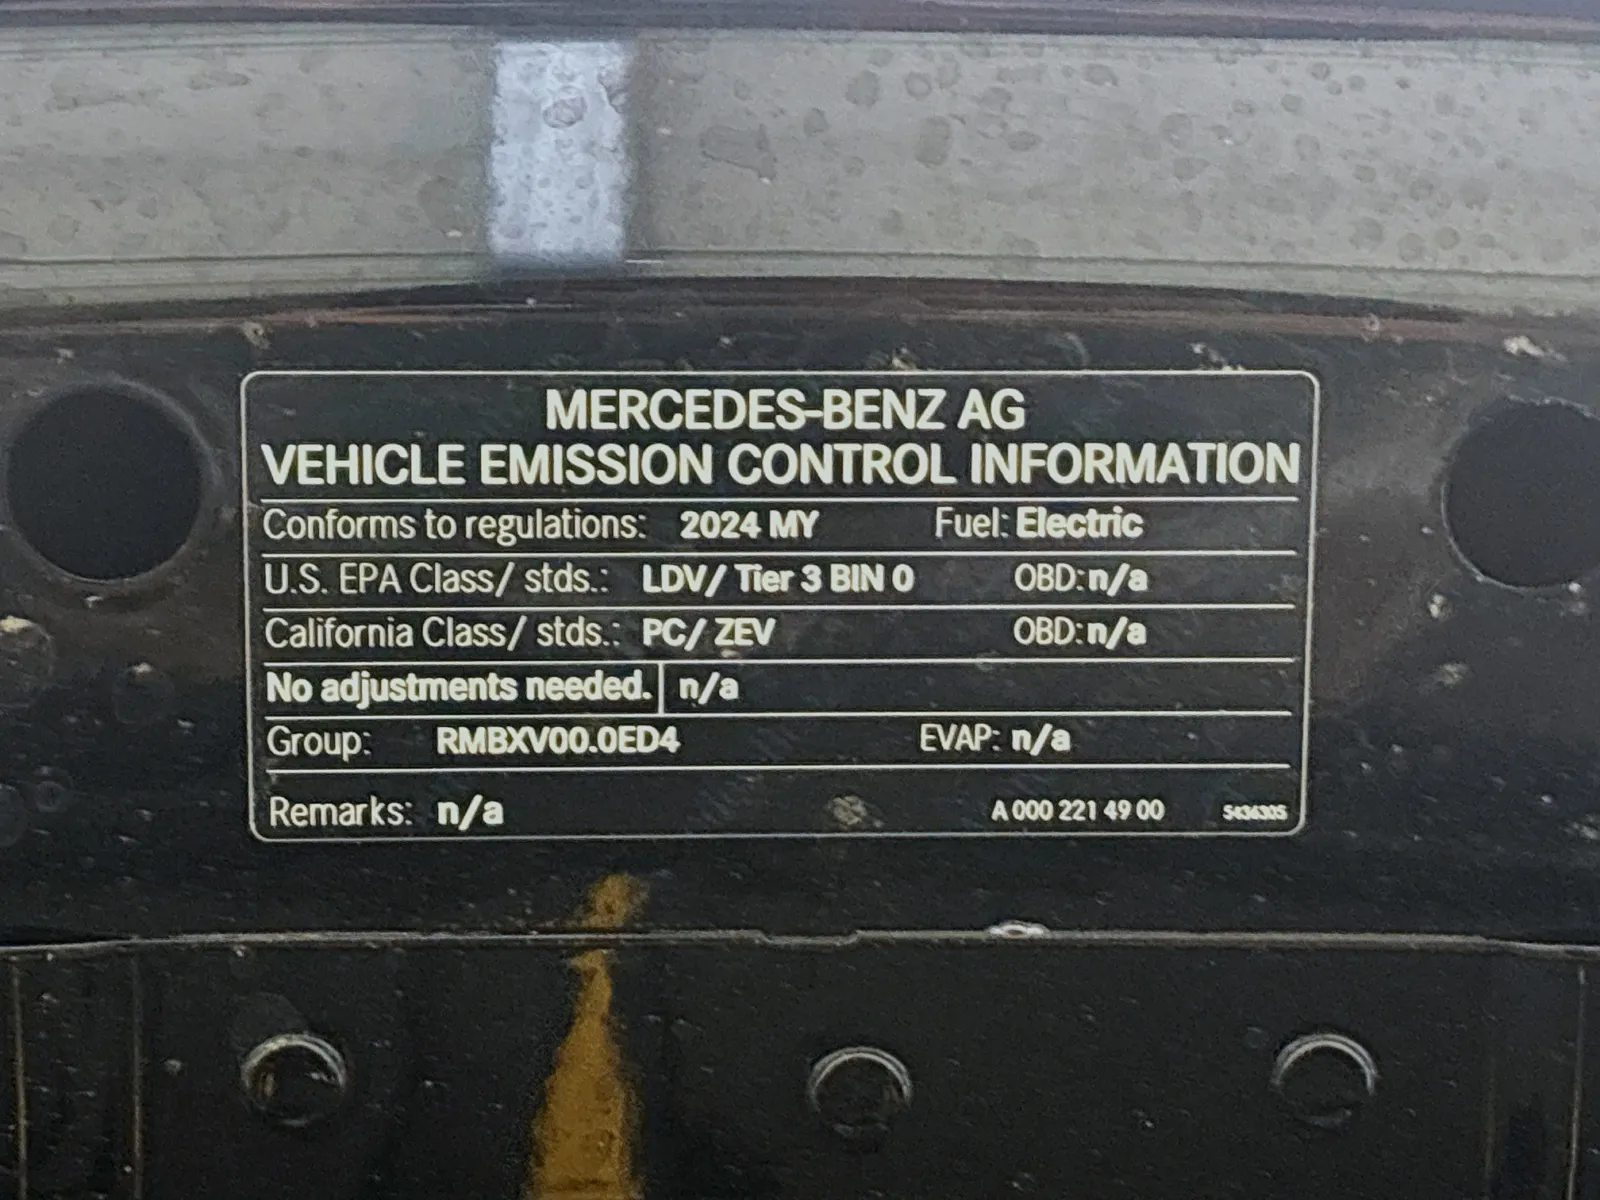 MERCEDES-BENZ AG
VEHICLE EMISSION CONTROL INFORMATION
Conforms to regulations: 2024 MY Fuel: Electric
U.S. EPA Class/ stds.: LDV/ Tier 3 BIN 0 OBD: n/a
California Class/ stds.: PC/ ZEV OBD: n/a
No adjustments needed. n/a
Group: RMBXV00.0ED4 EVAP: n/a
Remarks: n/a A 000 221 49 00